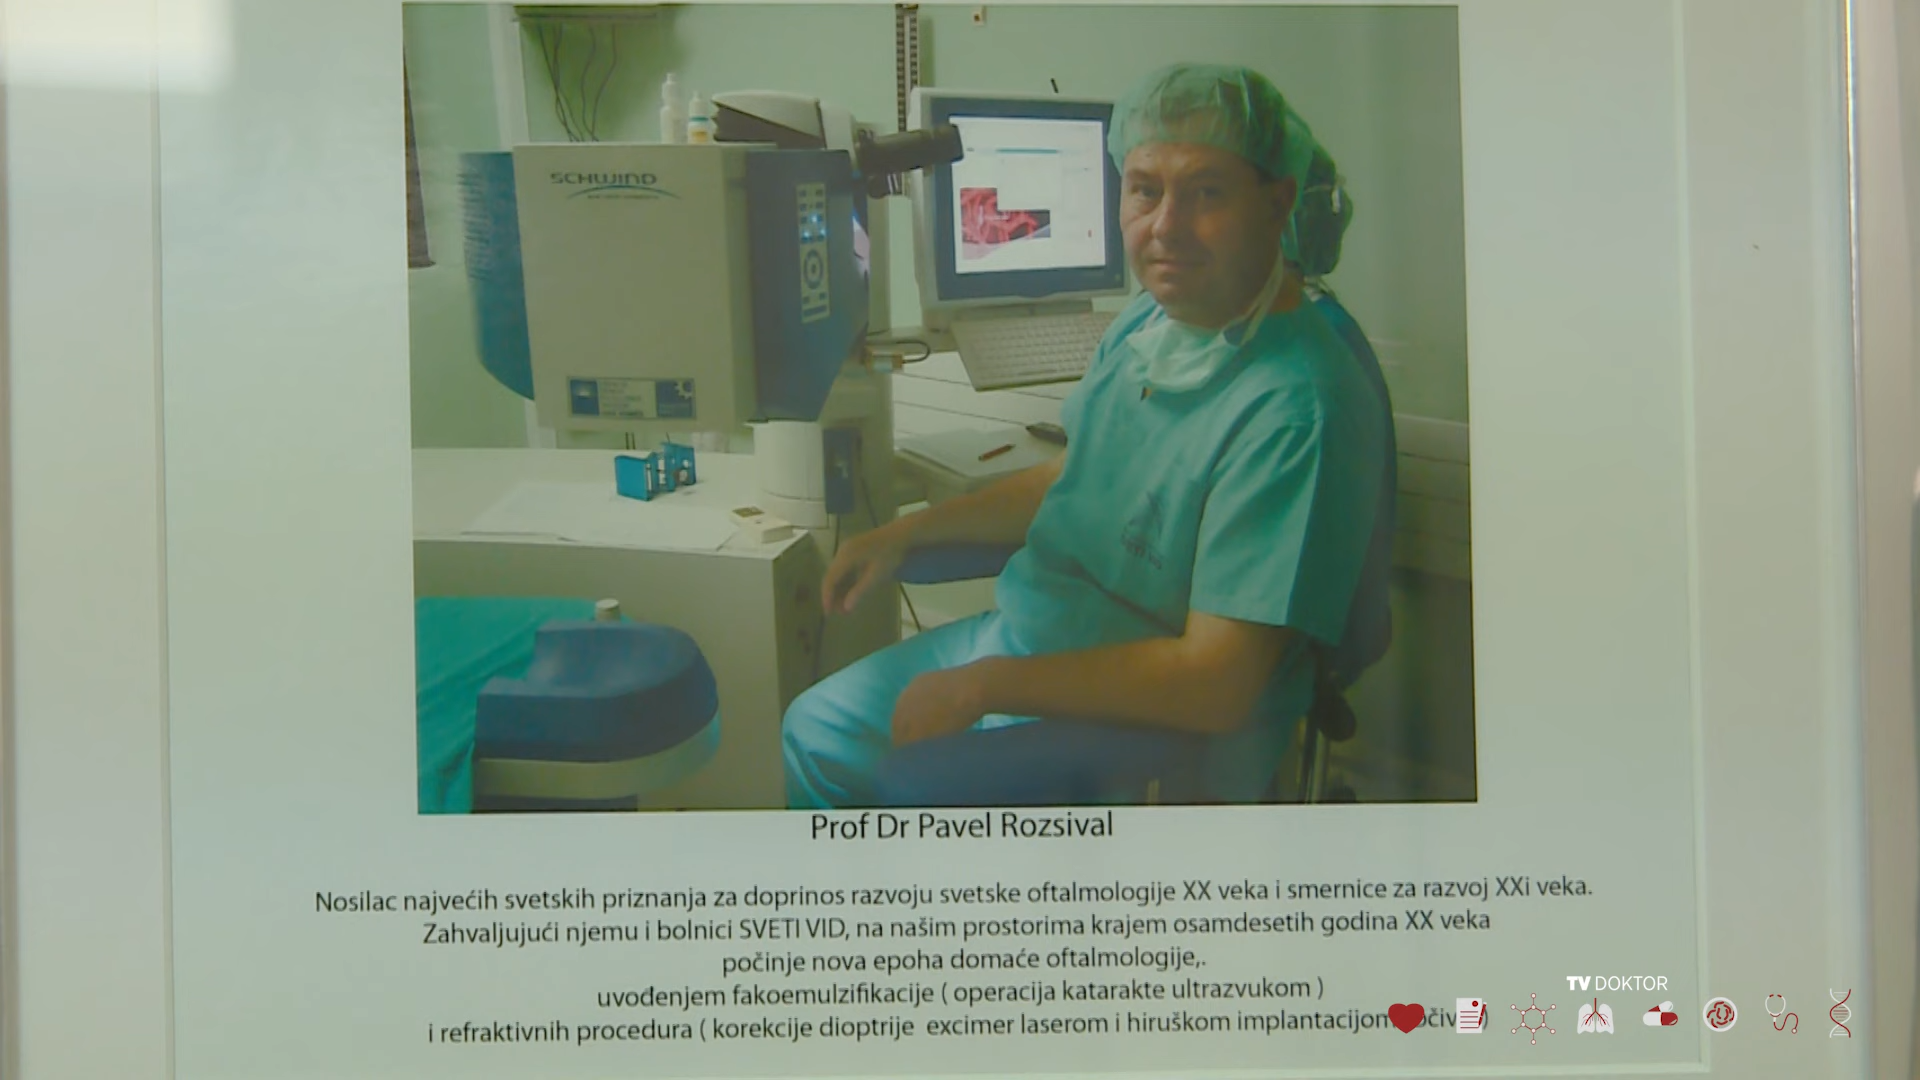 SCHWIND
Prof Dr Pavel Rozsival
Nosilac najvećih svetskih priznanja za doprinos razvoju svetske oftalmologije XX veka i smernice za razvoj XXi veka.
Zahvaljujući njemu i bolnici SVETI VID, na našim prostorima krajem osamdesetih godina XX veka
počinje nova epoha domaće oftalmologije,.
uvođenjem fakoemulzifikacije ( operacija katarakte ultrazvukom )
i refraktivnih procedura ( korekcije dioptrije excimer laserom i hiruškom
TV DOKTOR